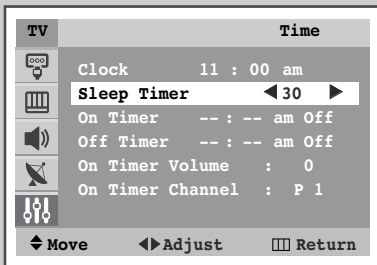 TV Time
Clock 11 : 00 am
Sleep Timer 30
On Timer -- : -- am Off
Off Timer -- : -- am Off
On Timer Volume : 0
On Timer Channel : P 1
Move Adjust Return